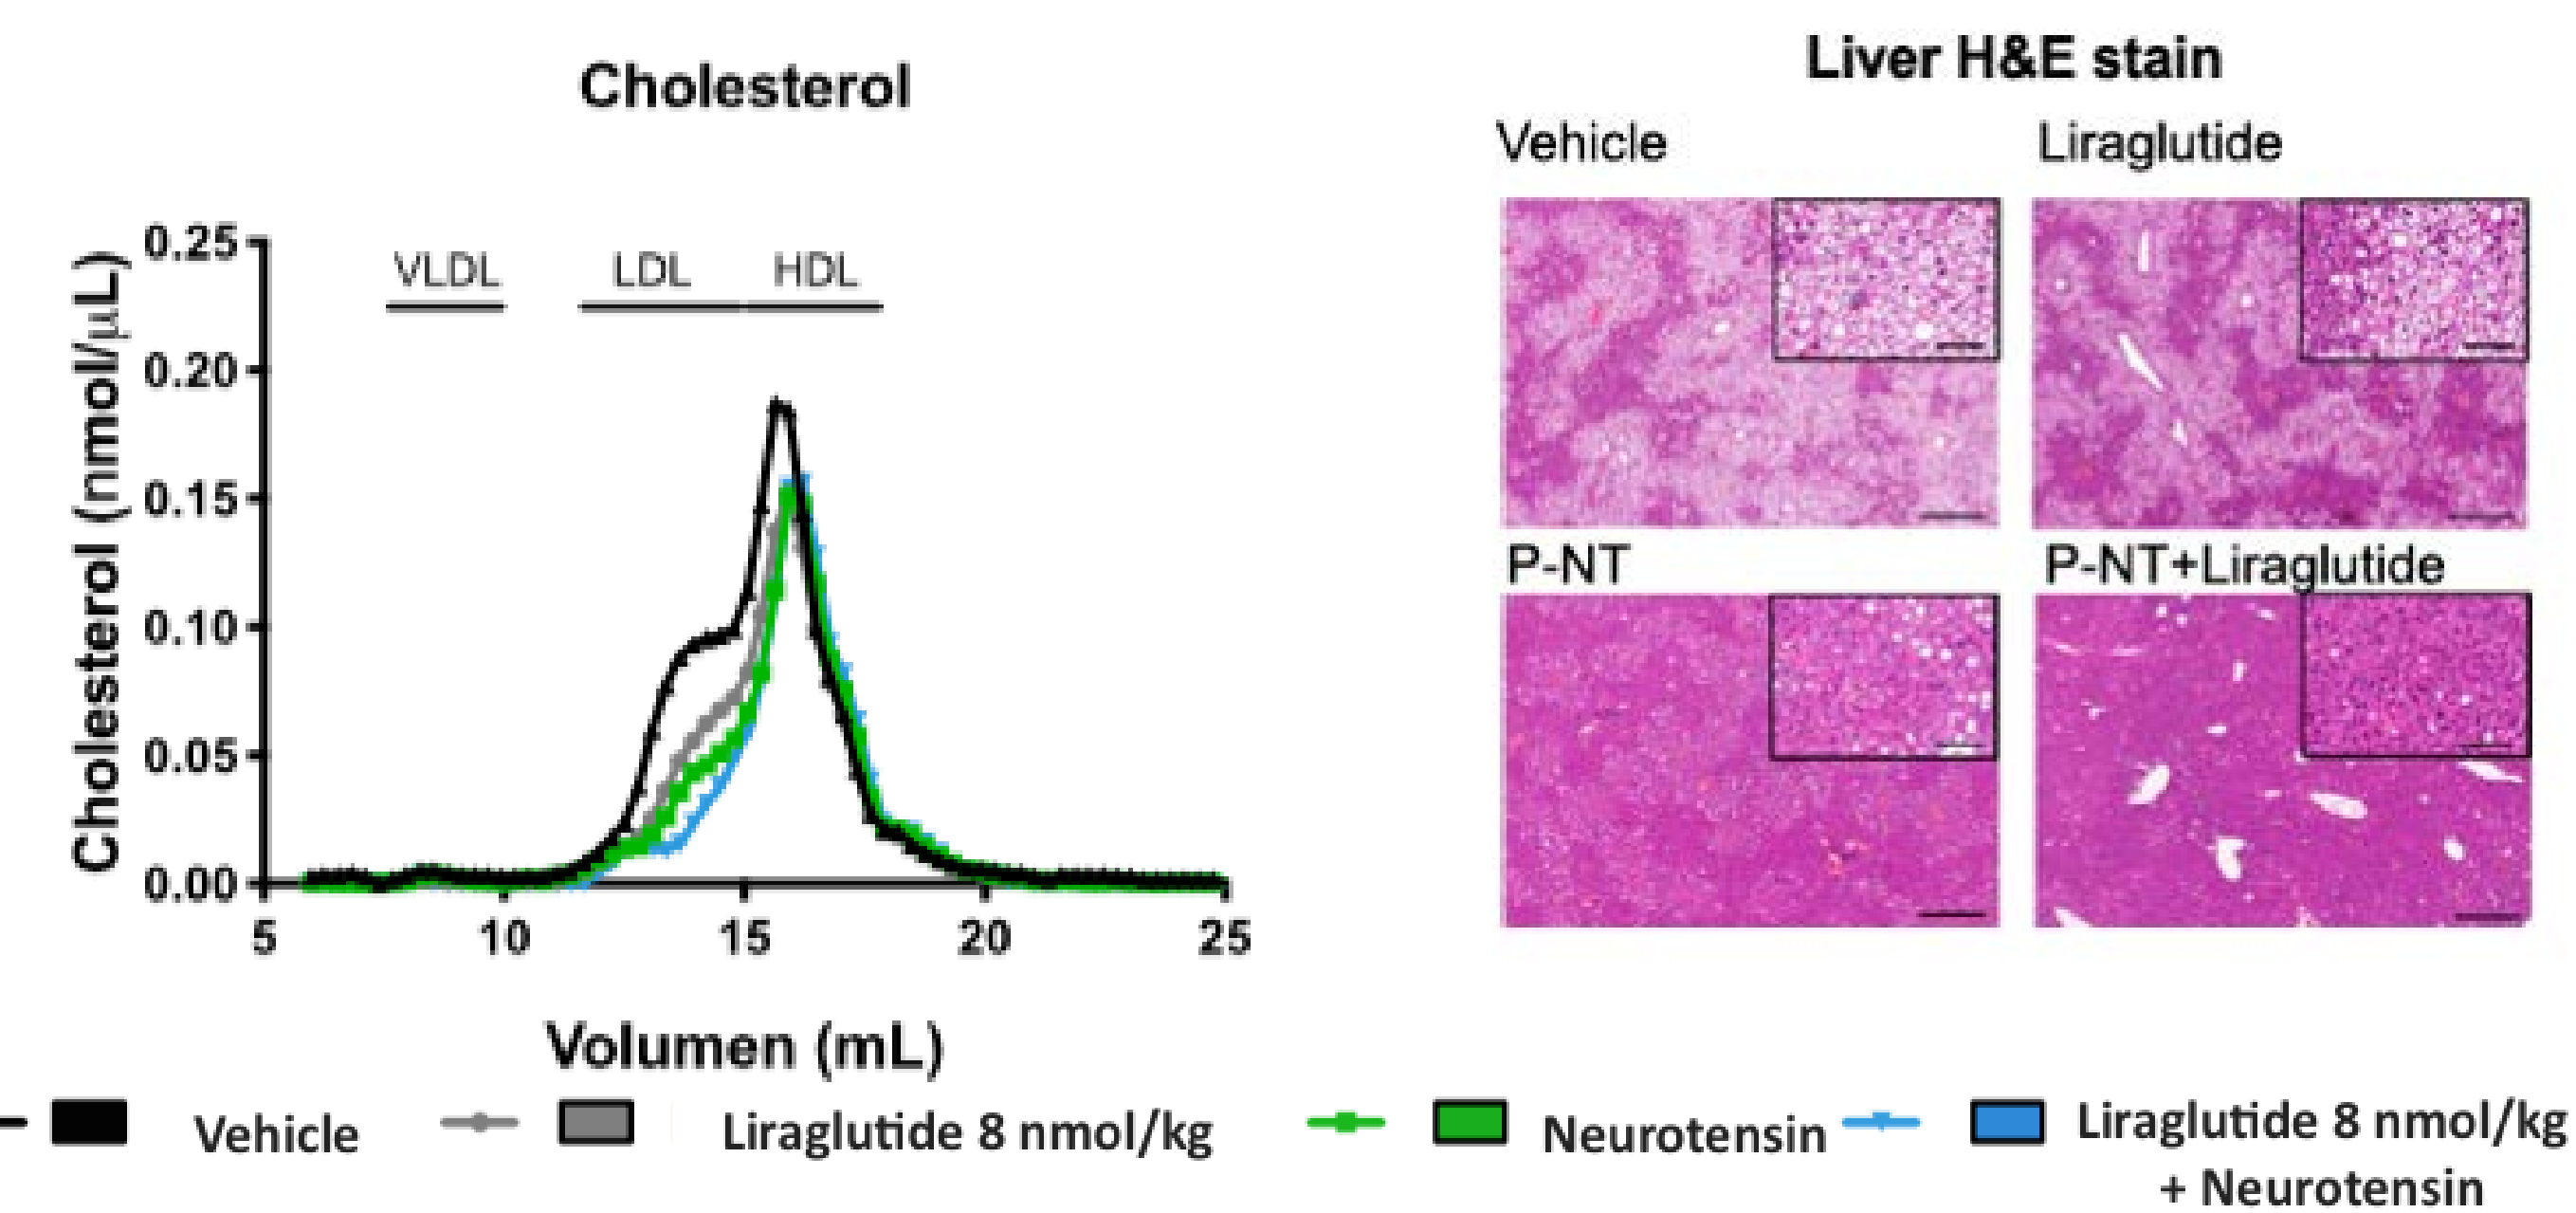 Cholesterol
Cholesterol (nmol/µL)
0.25
0.20
0.15
0.10
0.05
0.00
VLDL LDL HDL
5 10 15 20 25
Volumen (mL)
Liver H&E stain
Vehicle Liraglutide
P-NT P-NT+Liraglutide
Vehicle Liraglutide 8 nmol/kg Neurotensin Liraglutide 8 nmol/kg
+ Neurotensin